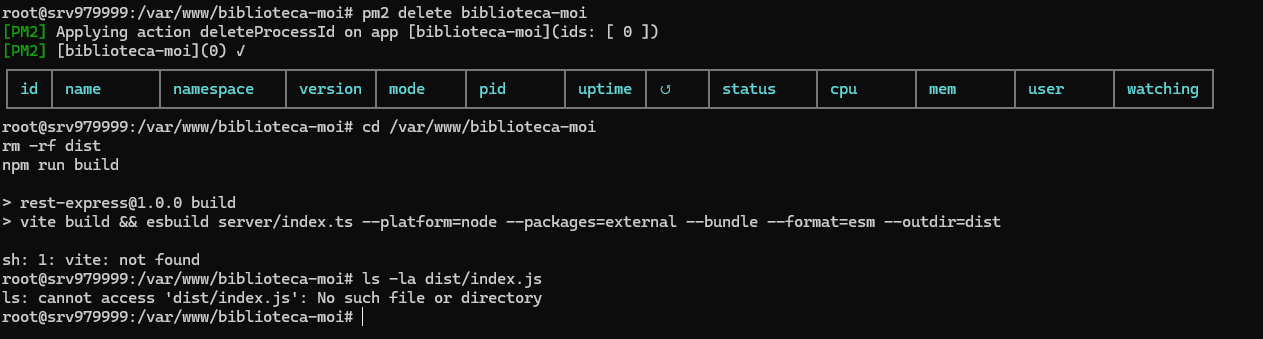 root@srv979999:/var/www/biblioteca-moi# pm2 delete biblioteca-moi
[PM2] Applying action deleteProcessId on app [biblioteca-moi](ids: [ 0 ])
[PM2] [biblioteca-moi](0) ✓
id name namespace version mode pid uptime ↺ status cpu mem user watching
root@srv979999:/var/www/biblioteca-moi# cd /var/www/biblioteca-moi
rm -rf dist
npm run build
> rest-express@1.0.0 build
> vite build && esbuild server/index.ts --platform=node --packages=external --bundle --format=esm --outdir=dist
sh: 1: vite: not found
root@srv979999:/var/www/biblioteca-moi# ls -la dist/index.js
ls: cannot access 'dist/index.js': No such file or directory
root@srv979999:/var/www/biblioteca-moi#